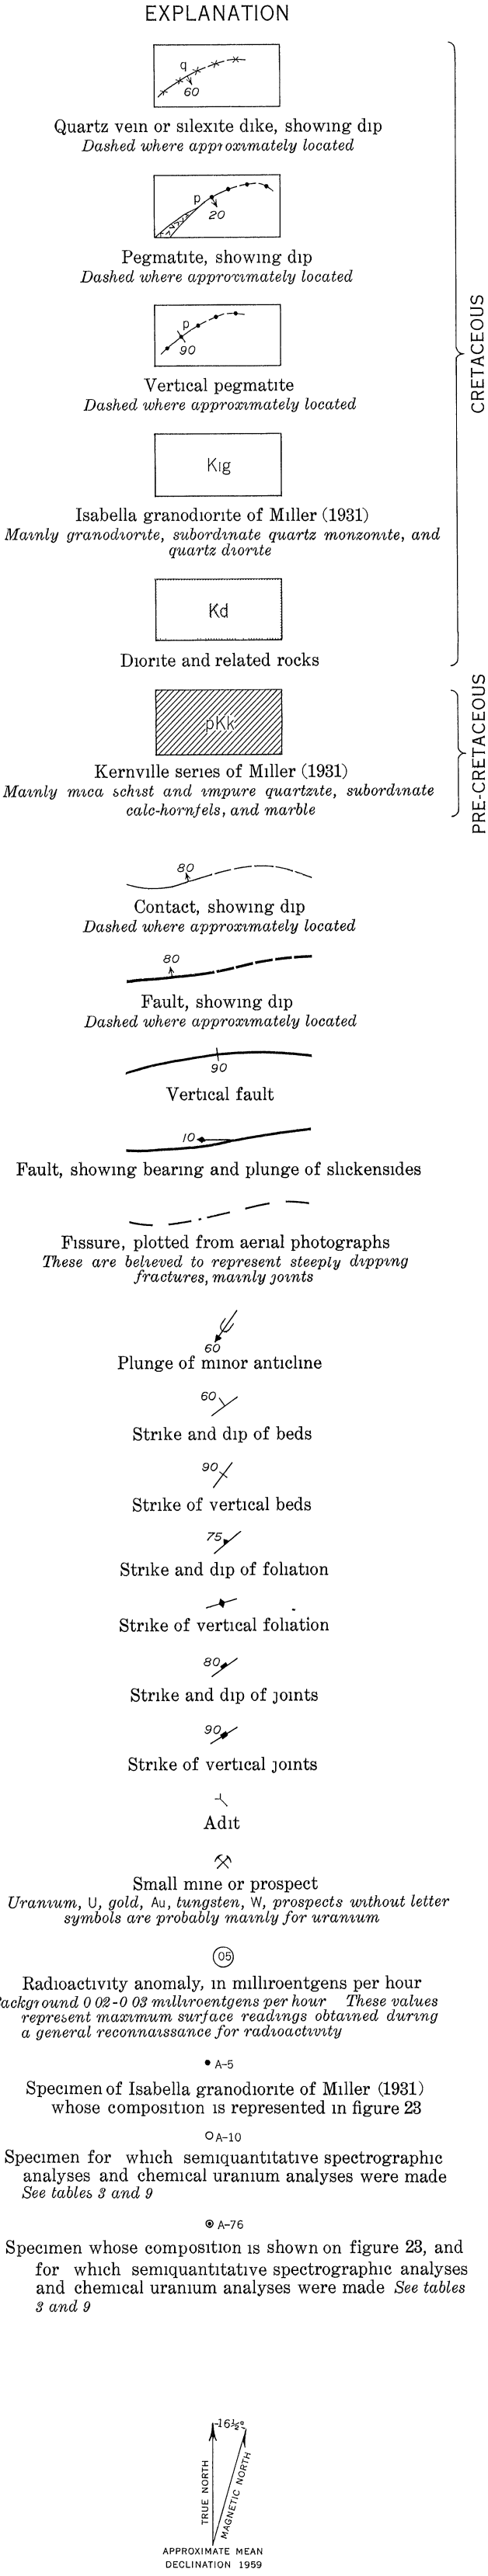 EXPLANATION
q
60
Quartz vein or silexite dike, showing dip
Dashed where approximately located
p
20
Pegmatite, showing dip
Dashed where approximately located
p
90
Vertical pegmatite
Dashed where approximately located
Kig
Isabella granodiorite of Miller (1931)
Mainly granodiorite, subordinate quartz monzonite, and
quartz diorite
Kd
Diorite and related rocks
CRETACEOUS
pKk
Kernville series of Miller (1931)
Mainly mica schist and impure quartzite, subordinate
calc-hornfels, and marble
PRE-CRETACEOUS
80
Contact, showing dip
Dashed where approximately located
80
Fault, showing dip
Dashed where approximately located
90
Vertical fault
10
Fault, showing bearing and plunge of slickensides
Fissure, plotted from aerial photographs
These are believed to represent steeply dipping
fractures, mainly joints
60
Plunge of minor anticline
60
Strike and dip of beds
90
Strike of vertical beds
75
Strike and dip of foliation
Strike of vertical foliation
80
Strike and dip of joints
90
Strike of vertical joints
Adit
Small mine or prospect
Uranium, U, gold, Au, tungsten, W, prospects without letter
symbols are probably mainly for uranium
05
Radioactivity anomaly, in milliroentgens per hour
ackground 0 02-0 03 milliroentgens per hour These values
represent maximum surface readings obtained during
a general reconnaissance for radioactivity
A-5
Specimen of Isabella granodiorite of Miller (1931)
whose composition is represented in figure 23
A-10
Specimen for which semiquantitative spectrographic
analyses and chemical uranium analyses were made
See tables 3 and 9
A-76
Specimen whose composition is shown on figure 23, and
for which semiquantitative spectrographic analyses
and chemical uranium analyses were made See tables
3 and 9
16½°
TRUE NORTH
MAGNETIC NORTH
APPROXIMATE MEAN
DECLINATION 1959